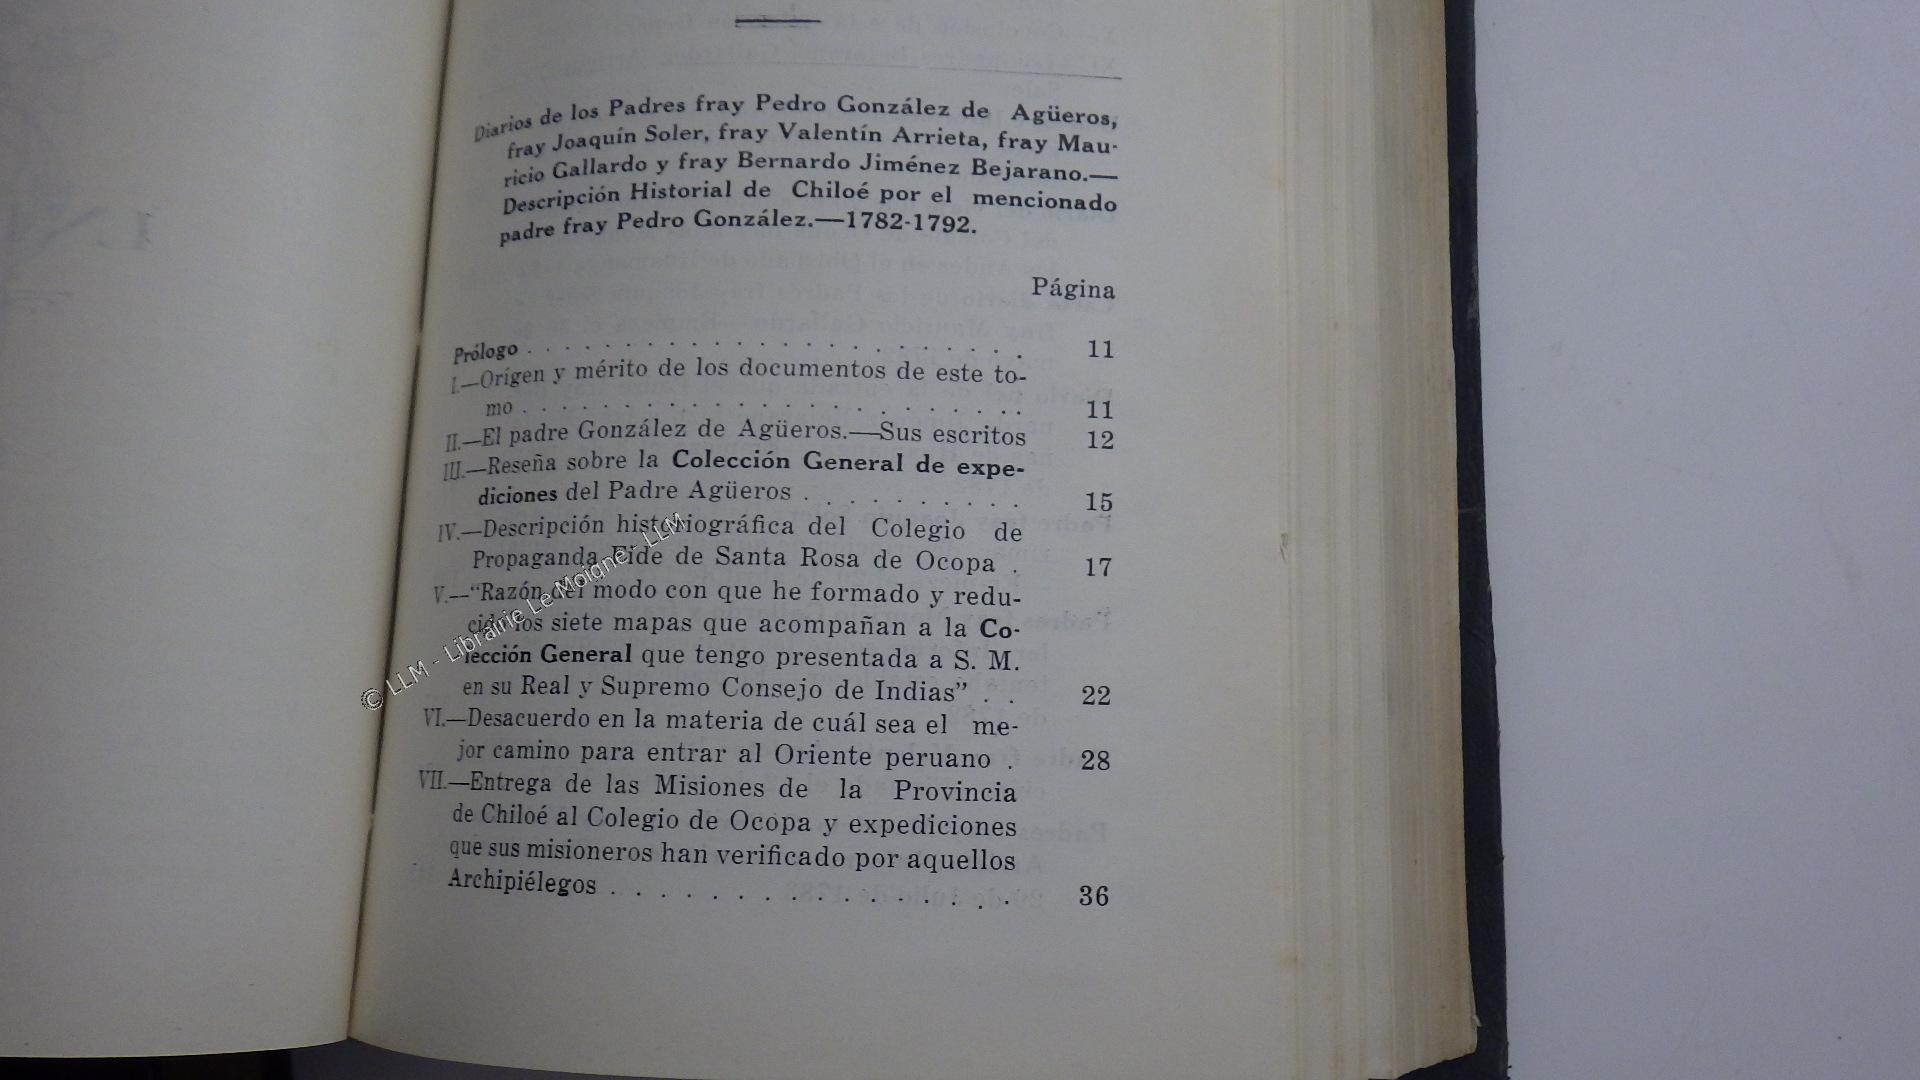 Diarios de los Padres fray Pedro González de Agüeros,
fray Joaquín Soler, fray Valentín Arrieta, fray Mau-
ricio Gallardo y fray Bernardo Jiménez Bejarano.—
Descripción Historial de Chiloé por el mencionado
padre fray Pedro González.—1782-1792.
Página
Prólogo . . . . . . . . . . . . . . . . . . . . 11
I.—Orígen y mérito de los documentos de este to-
mo . . . . . . . . . . . . . . . . . . . . 11
II.—El padre González de Agüeros.—Sus escritos 12
III.—Reseña sobre la Colección General de expe-
diciones del Padre Agüeros . . . . . . . . . 15
IV.—Descripción historiográfica del Colegio de
Propaganda Fide de Santa Rosa de Ocopa . 17
V.—“Razón del modo con que he formado y redu-
cido los siete mapas que acompañan a la Co-
lección General que tengo presentada a S. M.
en su Real y Supremo Consejo de Indias” . . 22
VI.—Desacuerdo en la materia de cuál sea el me-
jor camino para entrar al Oriente peruano . 28
VII.—Entrega de las Misiones de la Provincia
de Chiloé al Colegio de Ocopa y expediciones
que sus misioneros han verificado por aquellos
Archipiélegos . . . . . . . . . . . . . . . . 36
© LLM - Librairie Le Moigne - LLM